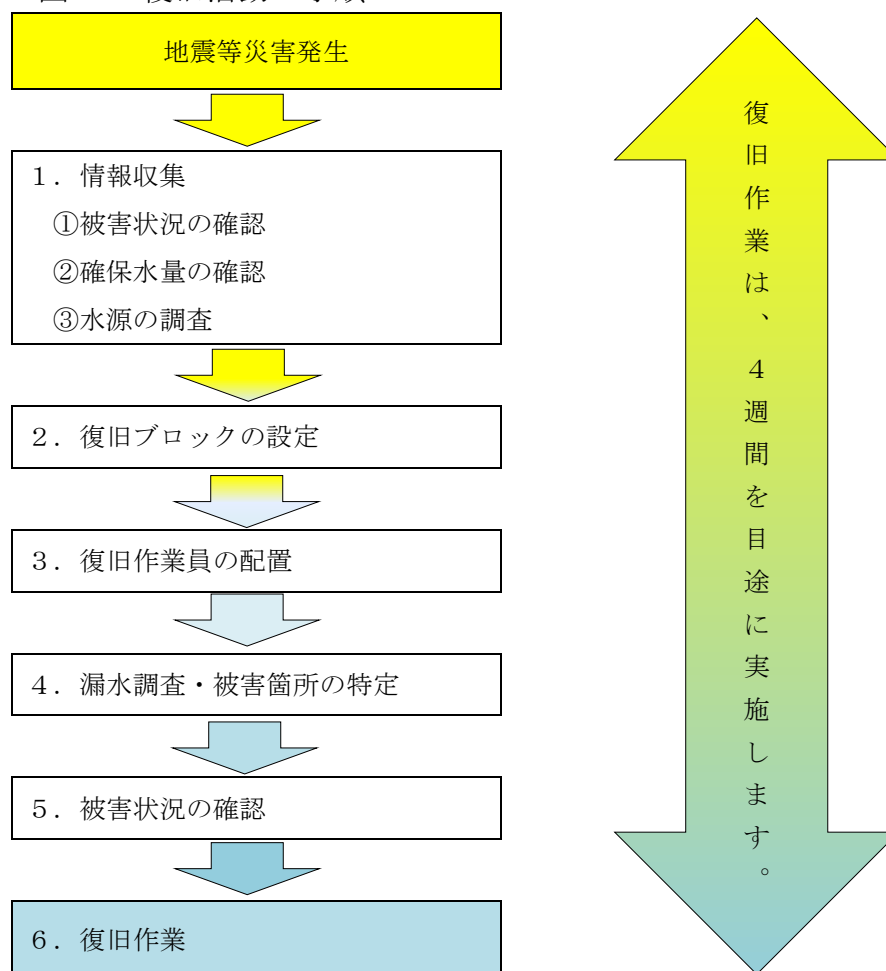 地震等災害発生
１．情報収集
①被害状況の確認
②確保水量の確認
③水源の調査
２．復旧ブロックの設定
３．復旧作業員の配置
４．漏水調査・被害箇所の特定
５．被害状況の確認
６．復旧作業
復旧作業は、４週間を目途に実施します。